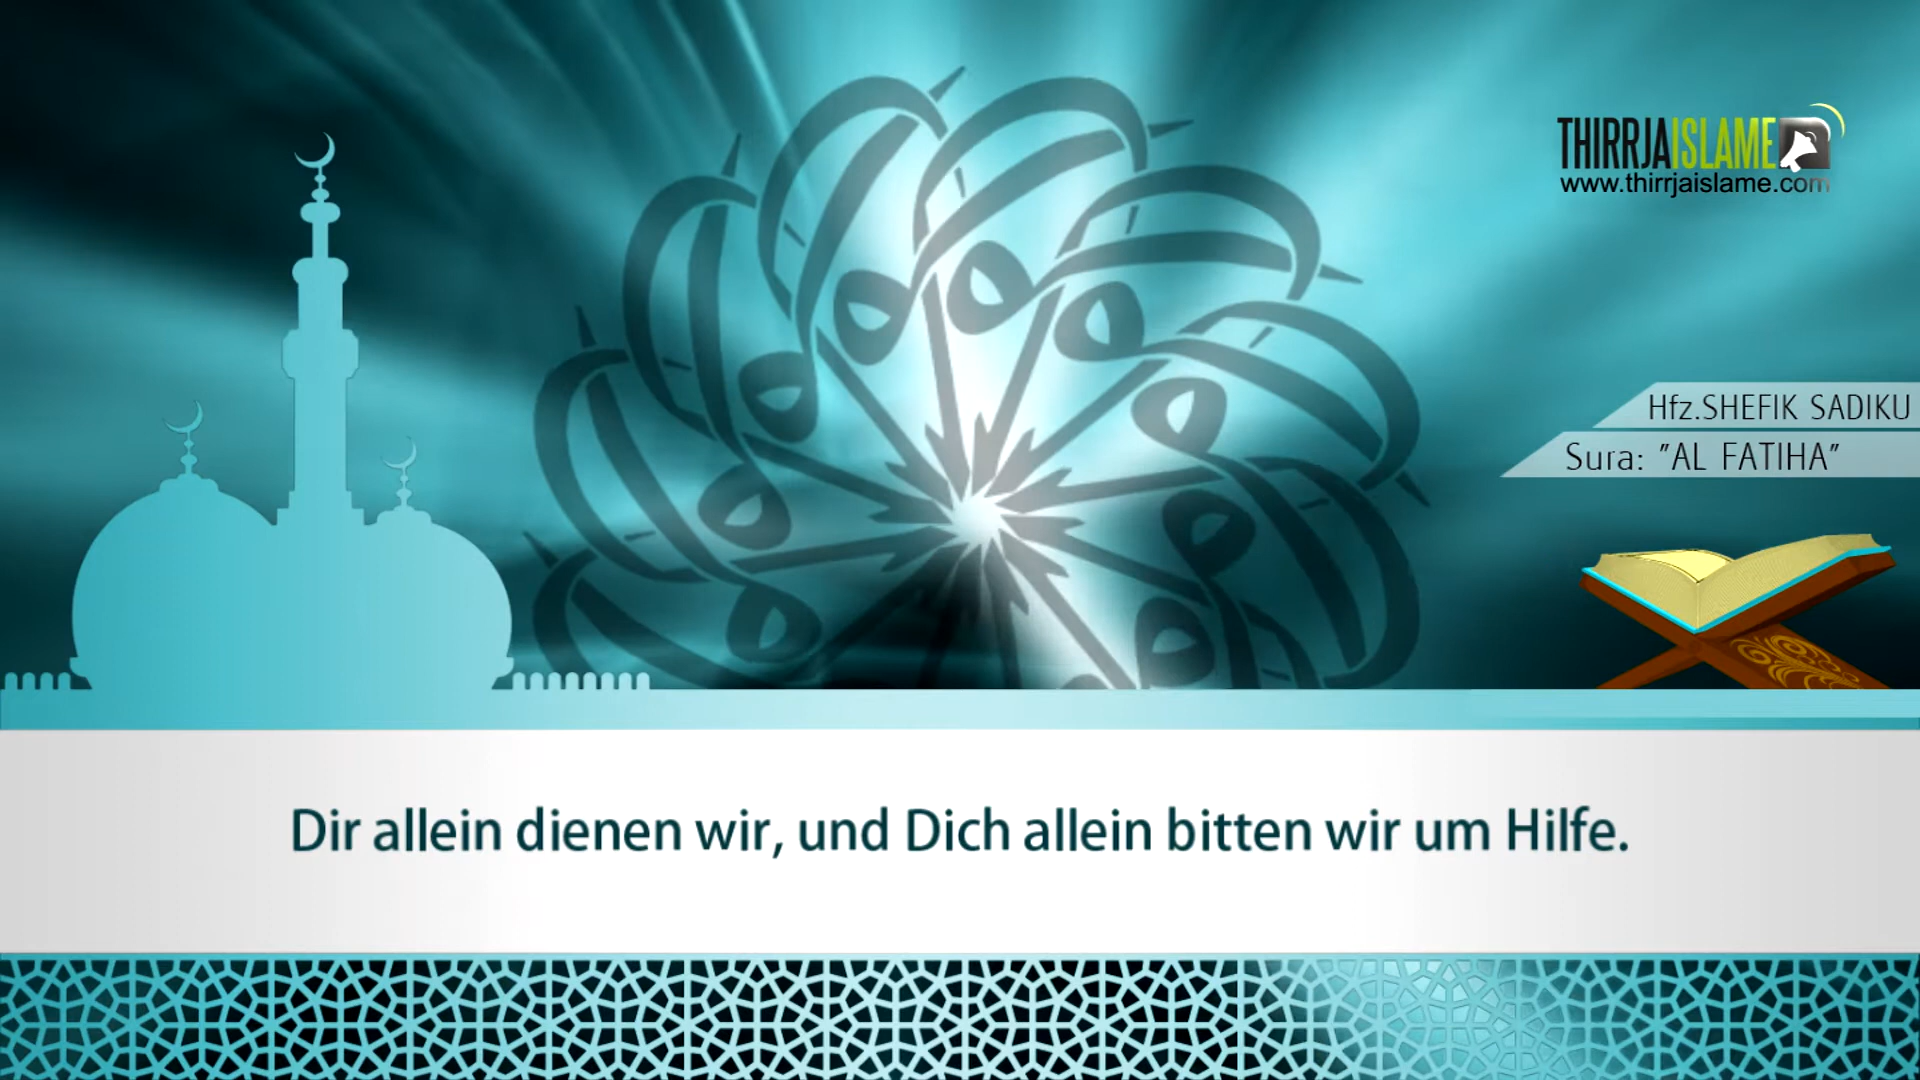 THIRRJAISLAME
www.thirrjaislame.com
Hfz.SHEFIK SADIKU
Sura: "AL FATIHA"
Dir allein dienen wir, und Dich allein bitten wir um Hilfe.